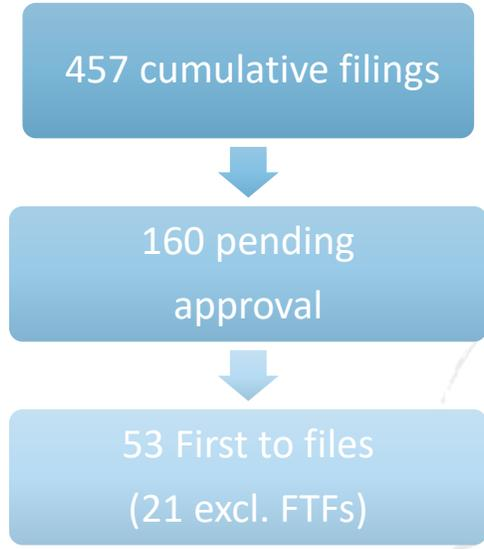 457 cumulative filings
160 pending
approval
53 First to files
(21 excl. FTFs)